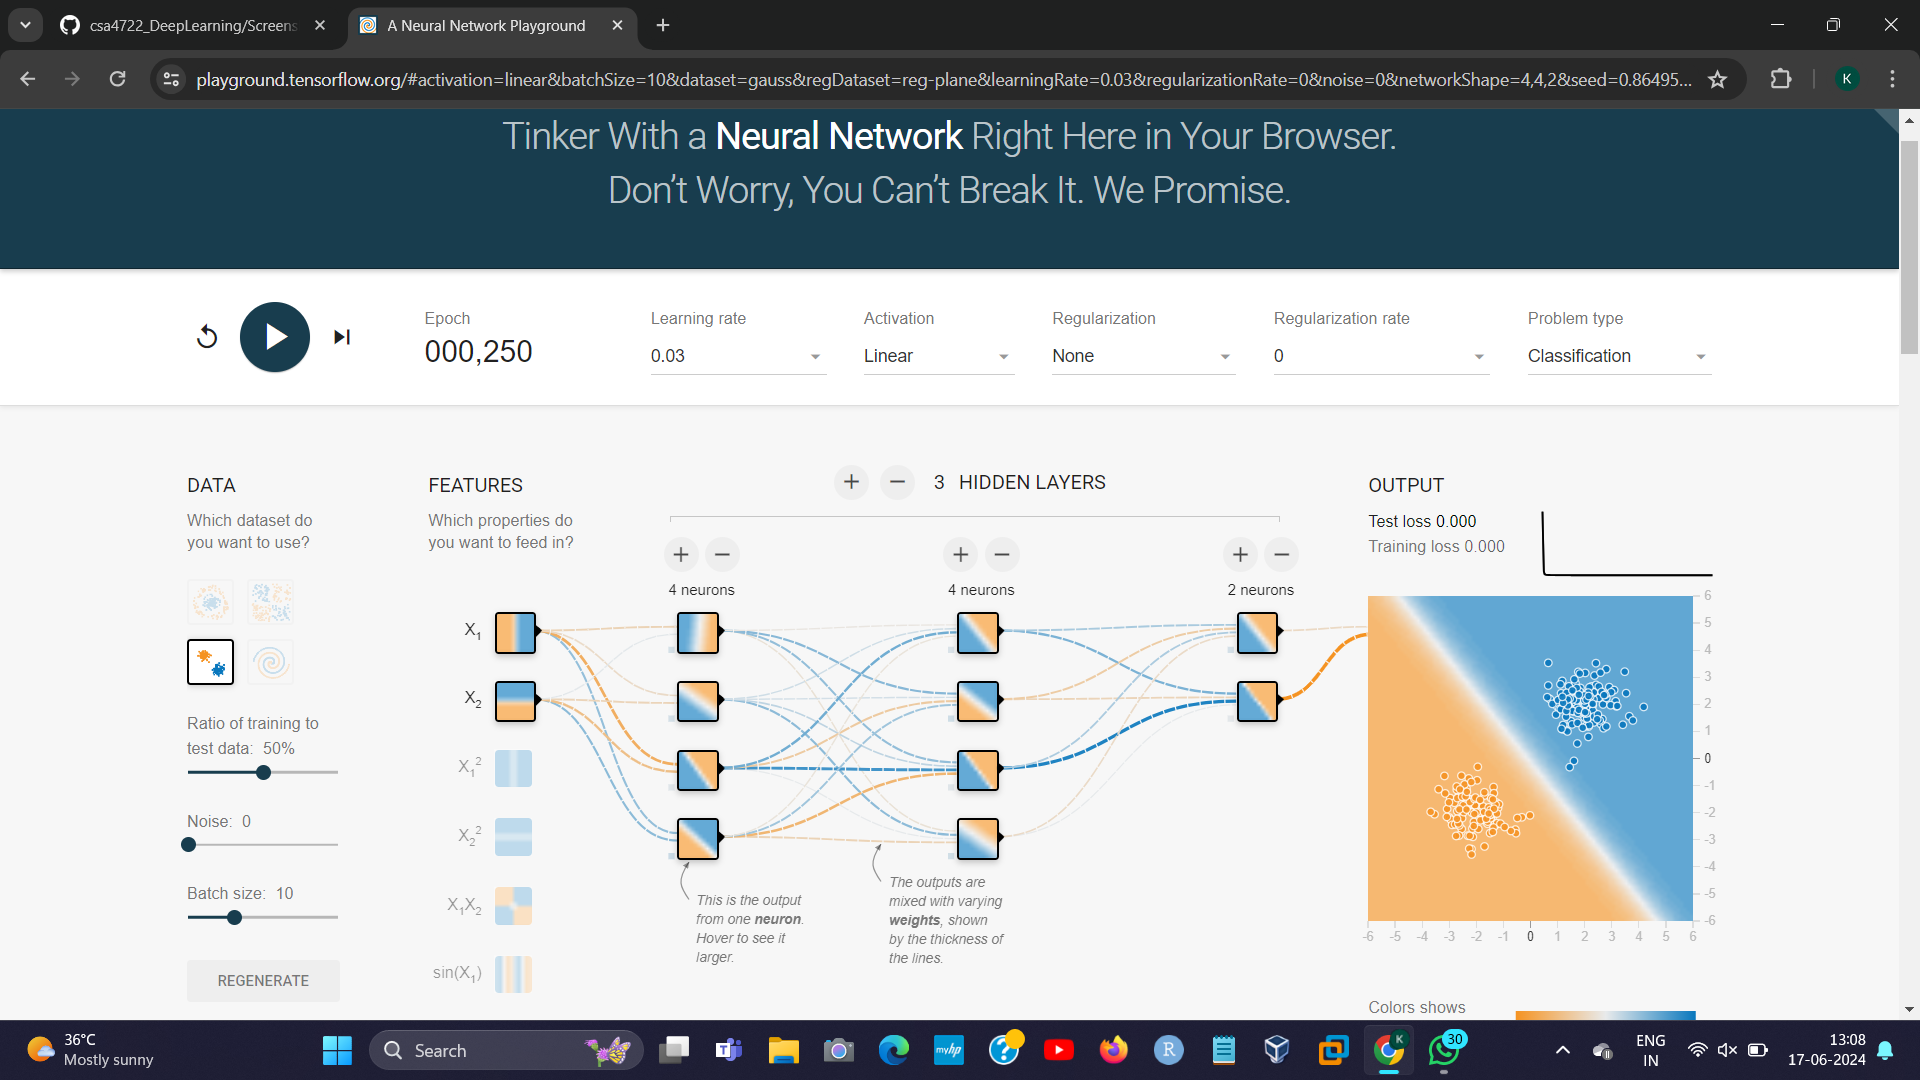 csa4722_DeepLearning/Screens
A Neural Network Playground
playground.tensorflow.org/#activation=linear&batchSize=10&dataset=gauss&regDataset=reg-plane&learningRate=0.03&regularizationRate=0&noise=0&networkShape=4,4,2&seed=0.86495...
K
Tinker With a Neural Network Right Here in Your Browser.
Don't Worry, You Can't Break It. We Promise.
Epoch
000,250
Learning rate
0.03
Activation
Linear
Regularization
None
Regularization rate
0
Problem type
Classification
DATA
Which dataset do
you want to use?
Ratio of training to
test data: 50%
Noise: 0
Batch size: 10
REGENERATE
FEATURES
Which properties do
you want to feed in?
X1
X2
X1²
X2²
X1X2
sin(X1)
+ − 3 HIDDEN LAYERS
+ −
4 neurons
+ −
4 neurons
+ −
2 neurons
This is the output
from one neuron.
Hover to see it
larger.
The outputs are
mixed with varying
weights, shown
by the thickness of
the lines.
OUTPUT
Test loss 0.000
Training loss 0.000
6
5
4
3
2
1
0
-1
-2
-3
-4
-5
-6
-6 -5 -4 -3 -2 -1 0 1 2 3 4 5 6
Colors shows
36°C
Mostly sunny
Search
myhp
R
K
30
ENG
IN
13:08
17-06-2024